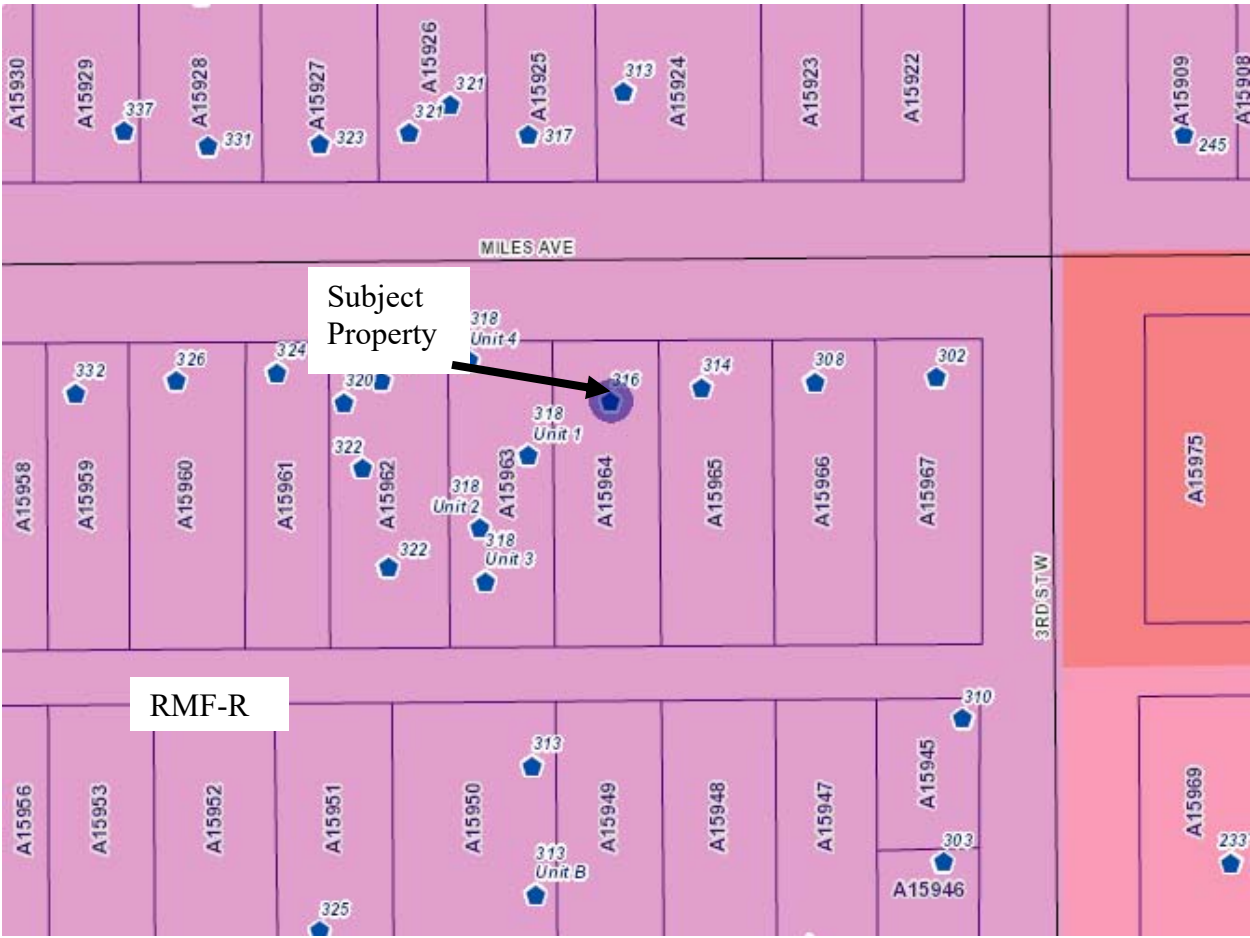 A15930
A15929
A15928
A15927
A15926
A15925
A15924
A15923
A15922
A15909
A15908
337
331
323
321
321
317
313
245
MILES AVE
Subject
Property
318
Unit 4
332
326
324
320
316
314
308
302
318
Unit 1
322
318
Unit 2
322
318
Unit 3
A15958
A15959
A15960
A15961
A15962
A15963
A15964
A15965
A15966
A15967
A15975
3RD ST W
RMF-R
310
313
A15956
A15953
A15952
A15951
A15950
A15949
A15948
A15947
A15945
A15969
303
233
313
Unit B
A15946
325